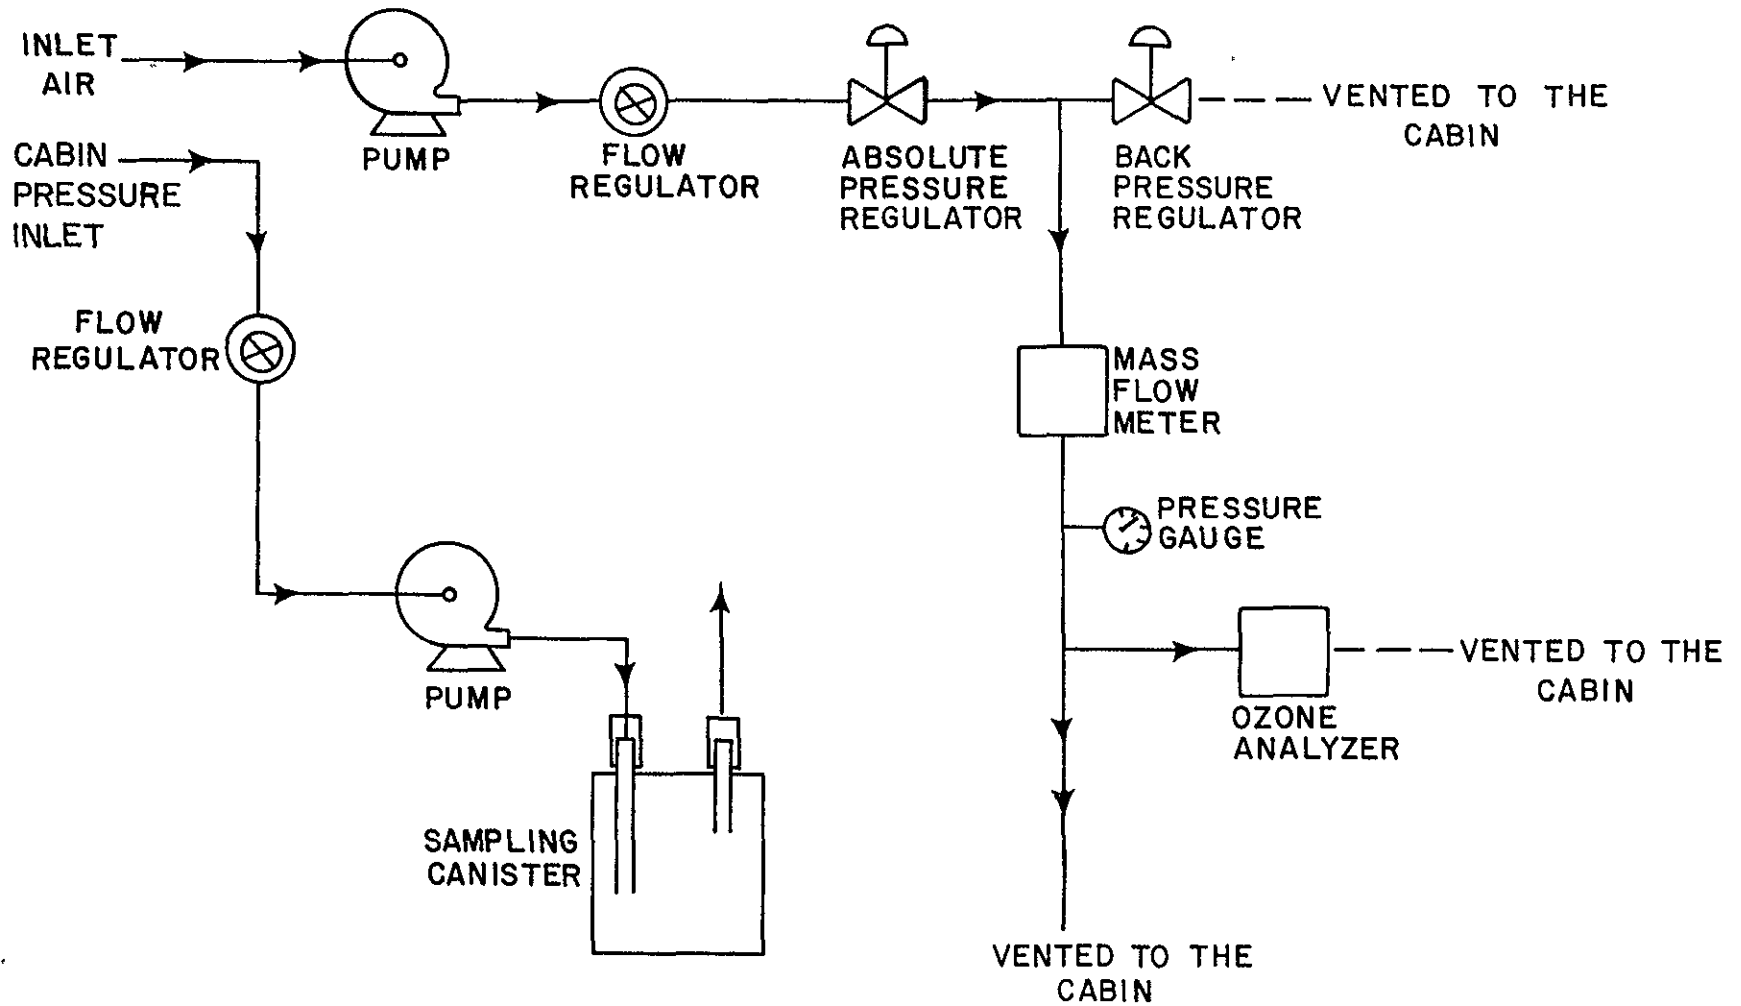 INLET
AIR
PUMP
FLOW
REGULATOR
ABSOLUTE
PRESSURE
REGULATOR
BACK
PRESSURE
REGULATOR
VENTED TO THE
CABIN
CABIN
PRESSURE
INLET
FLOW
REGULATOR
MASS
FLOW
METER
PRESSURE
GAUGE
PUMP
OZONE
ANALYZER
VENTED TO THE
CABIN
SAMPLING
CANISTER
VENTED TO THE
CABIN